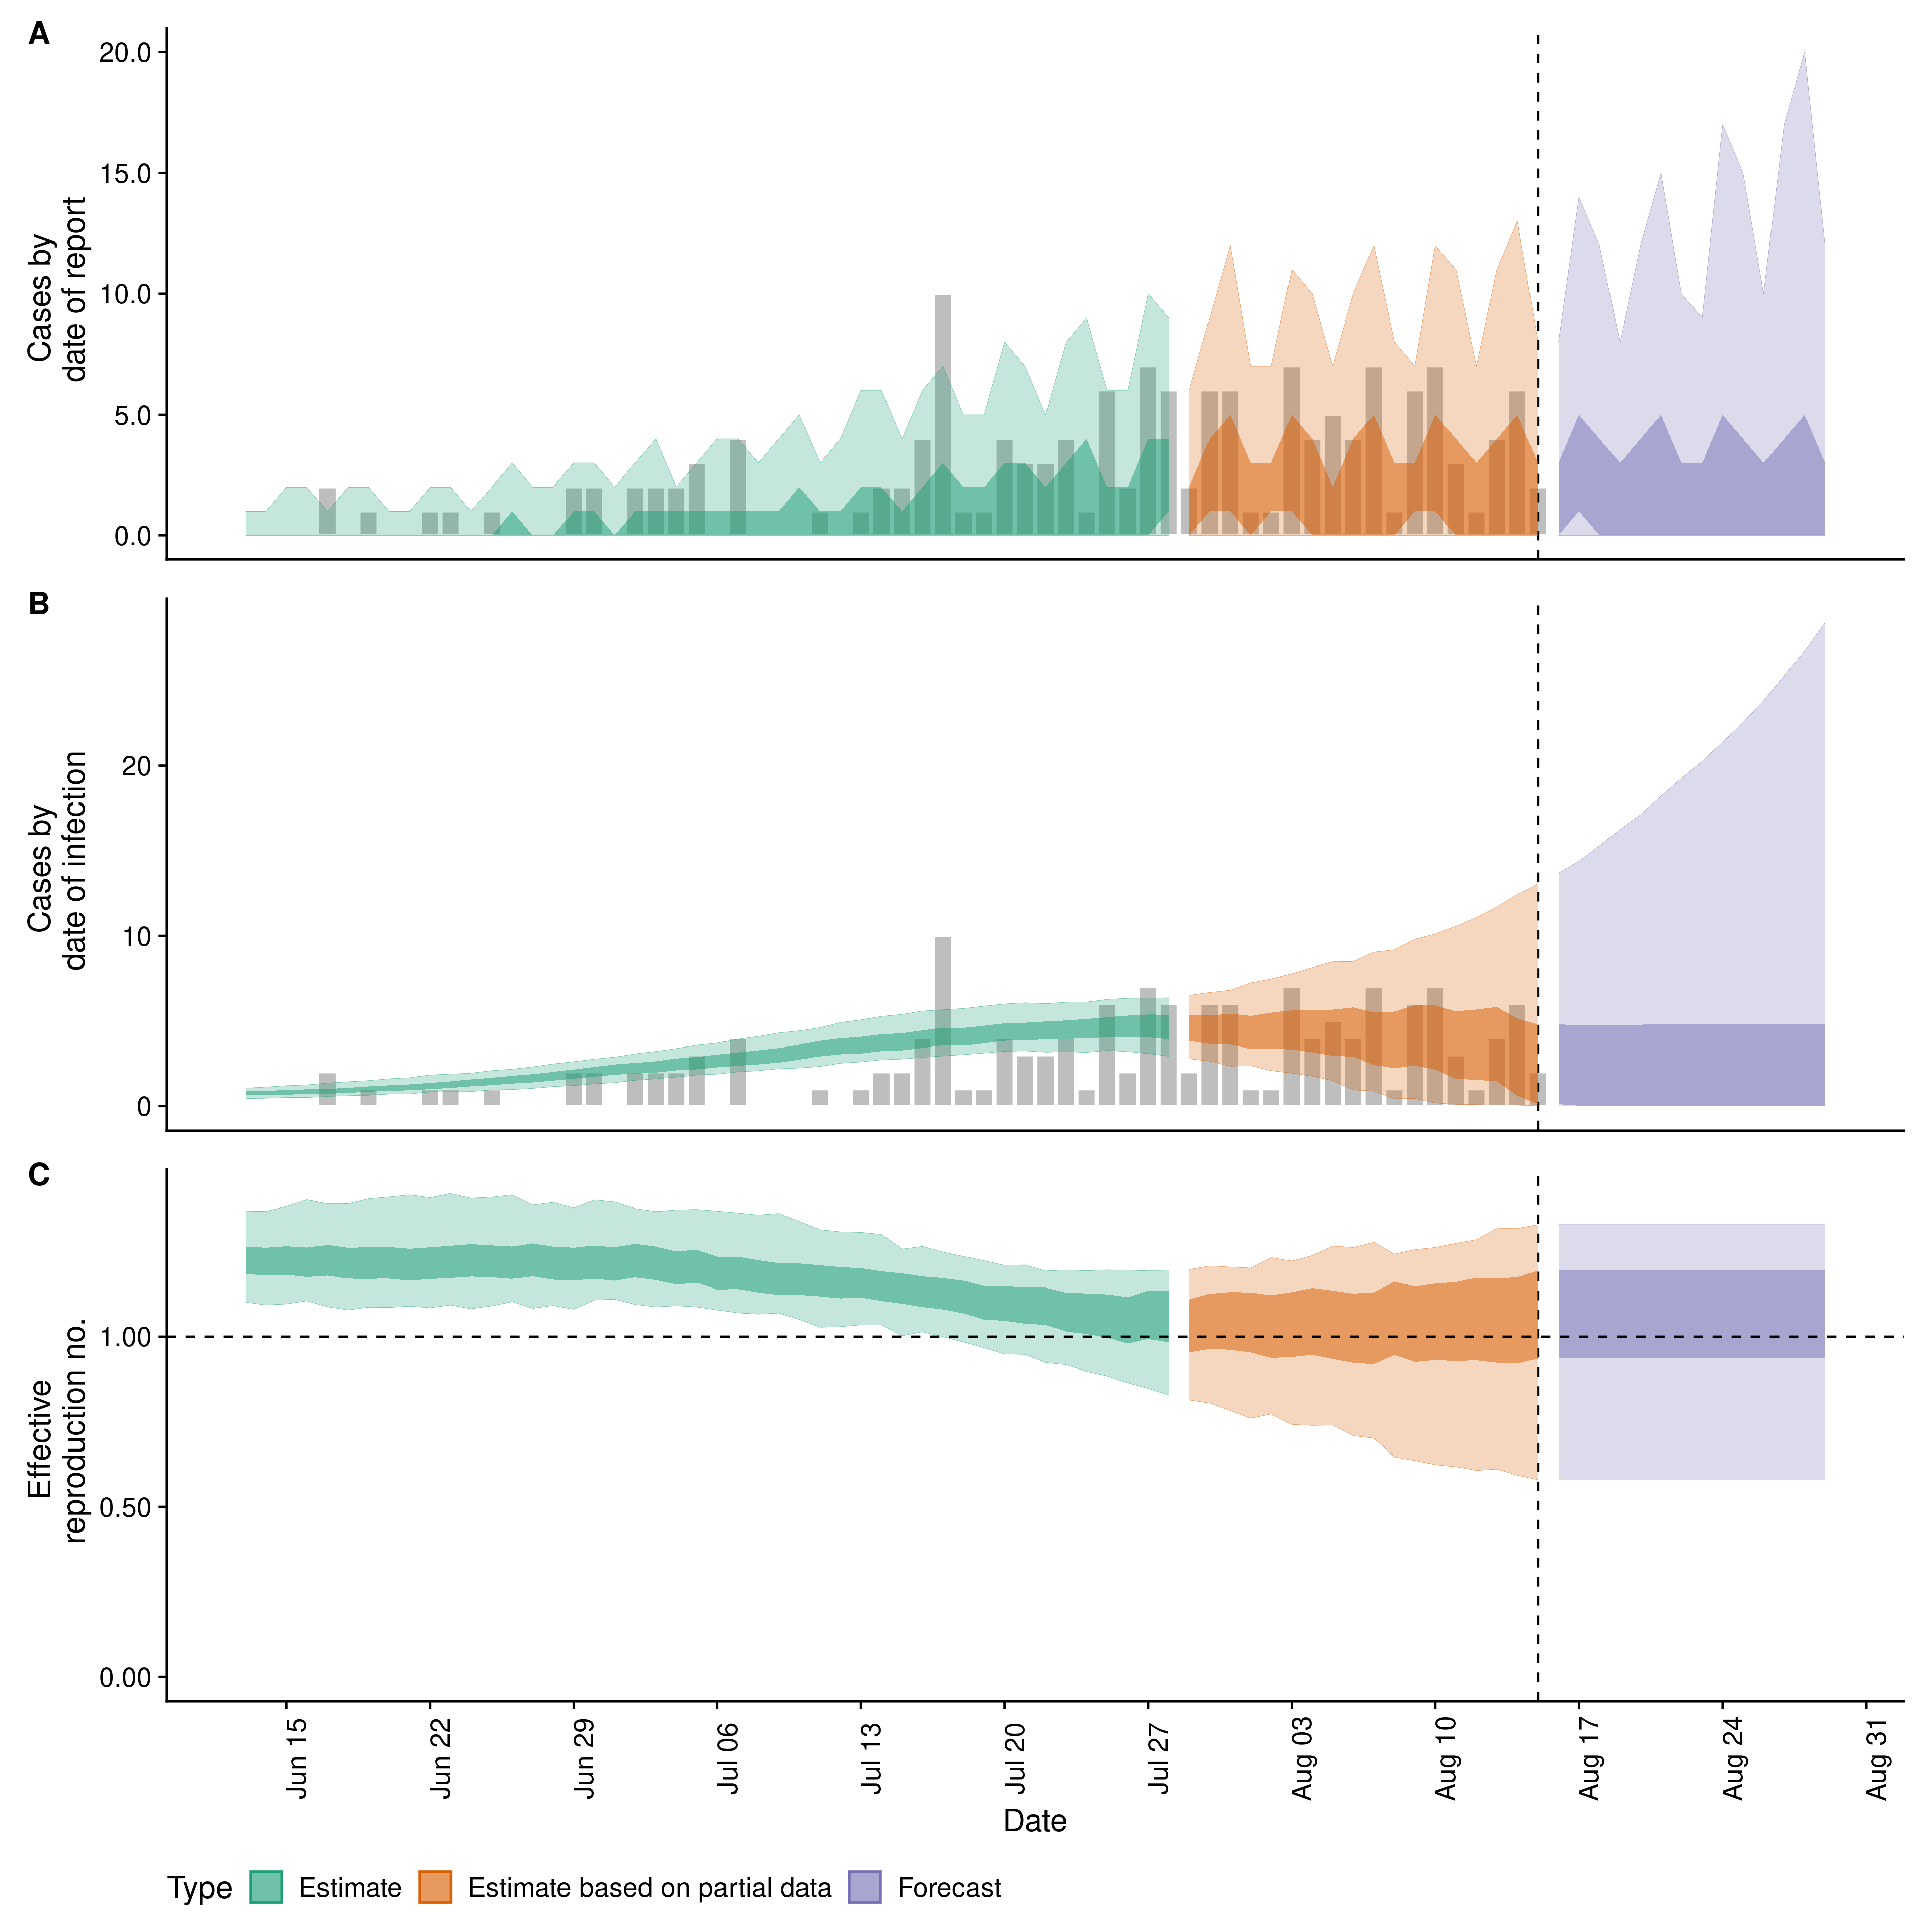 A
20.0
15.0
10.0
5.0
0.0
Cases by
date of report
B
20
10
0
Cases by
date of infection
C
1.00
0.50
0.00
Effective
reproduction no.
Jun 15
Jun 22
Jun 29
Jul 06
Jul 13
Jul 20
Jul 27
Aug 03
Aug 10
Aug 17
Aug 24
Aug 31
Date
Type Estimate Estimate based on partial data Forecast